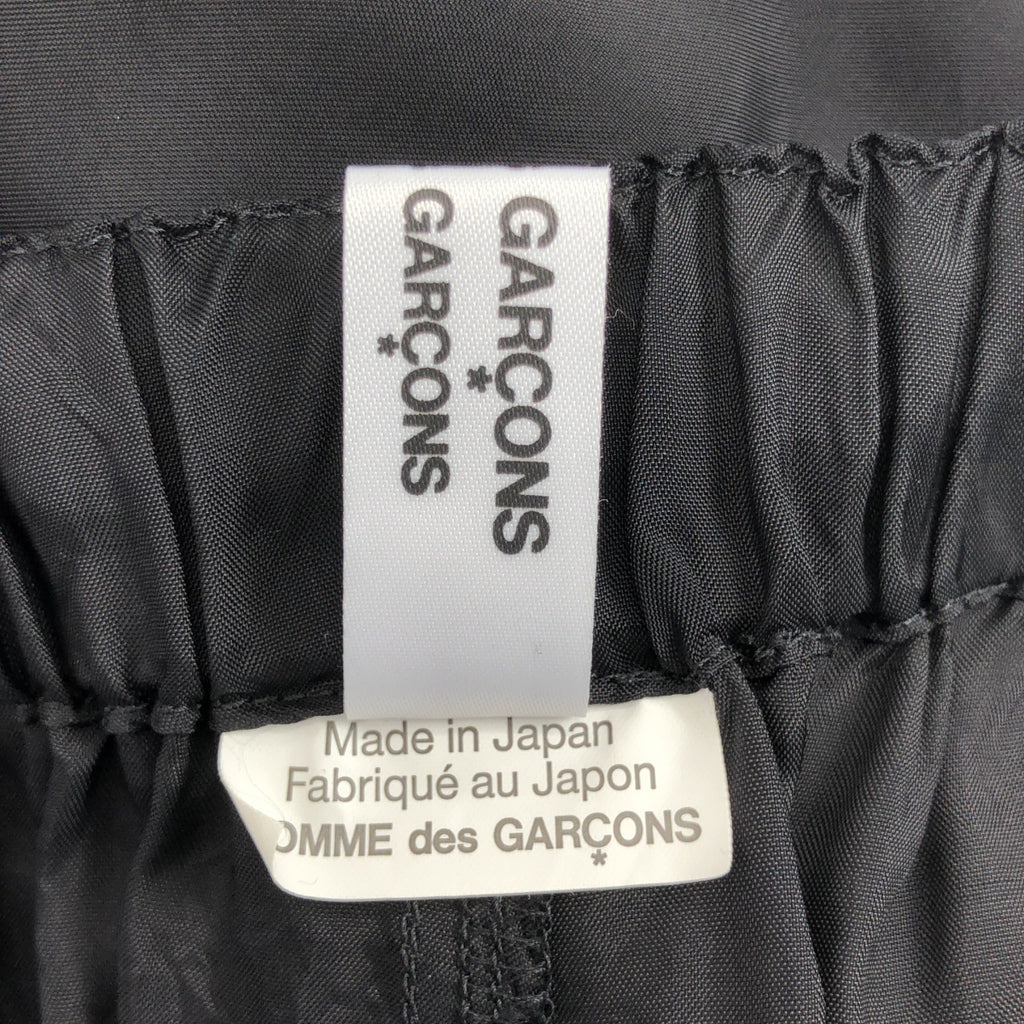 GARÇONS
GARÇONS
Made in Japan
Fabriqué au Japon
OMME des GARÇONS